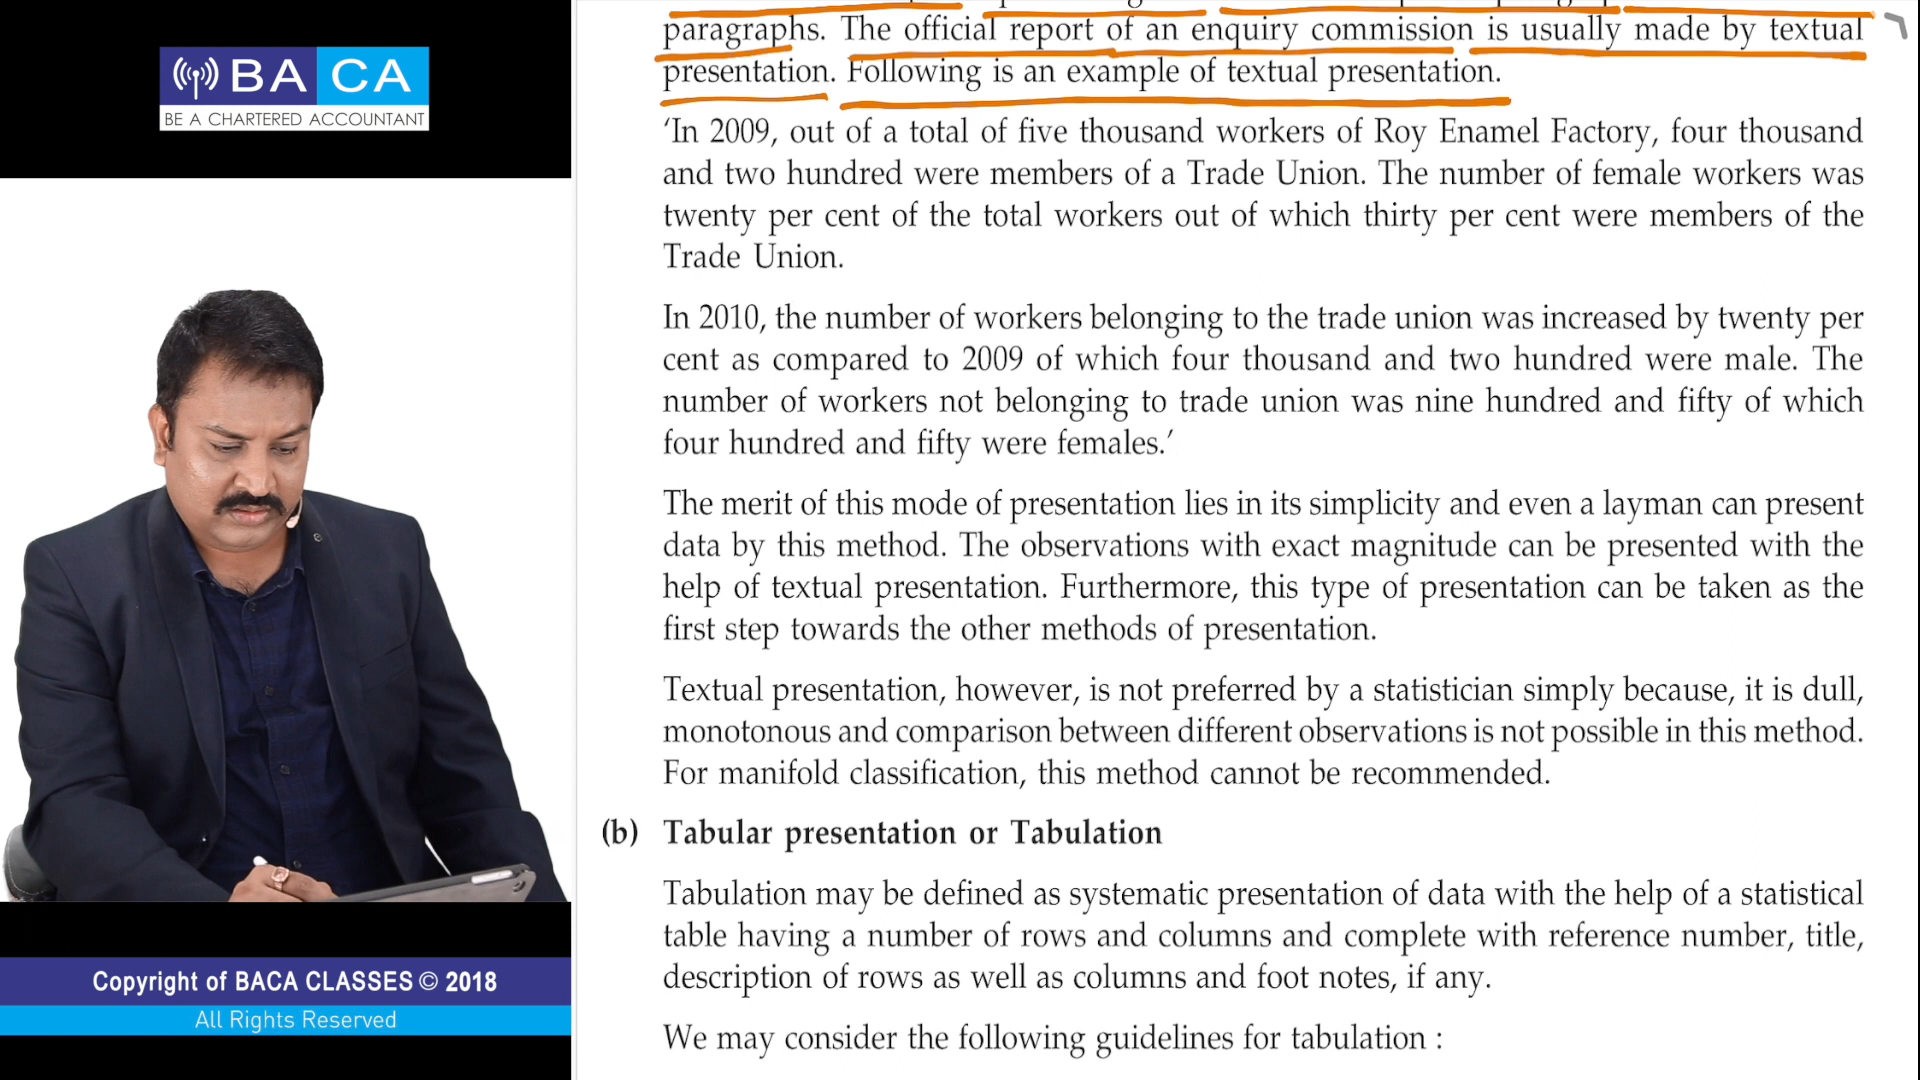 BA CA
BE A CHARTERED ACCOUNTANT
paragraphs. The official report of an enquiry commission is usually made by textual
presentation. Following is an example of textual presentation.
‘In 2009, out of a total of five thousand workers of Roy Enamel Factory, four thousand
and two hundred were members of a Trade Union. The number of female workers was
twenty per cent of the total workers out of which thirty per cent were members of the
Trade Union.
In 2010, the number of workers belonging to the trade union was increased by twenty per
cent as compared to 2009 of which four thousand and two hundred were male. The
number of workers not belonging to trade union was nine hundred and fifty of which
four hundred and fifty were females.’
The merit of this mode of presentation lies in its simplicity and even a layman can present
data by this method. The observations with exact magnitude can be presented with the
help of textual presentation. Furthermore, this type of presentation can be taken as the
first step towards the other methods of presentation.
Textual presentation, however, is not preferred by a statistician simply because, it is dull,
monotonous and comparison between different observations is not possible in this method.
For manifold classification, this method cannot be recommended.
(b) Tabular presentation or Tabulation
Tabulation may be defined as systematic presentation of data with the help of a statistical
table having a number of rows and columns and complete with reference number, title,
description of rows as well as columns and foot notes, if any.
We may consider the following guidelines for tabulation :
Copyright of BACA CLASSES © 2018
All Rights Reserved